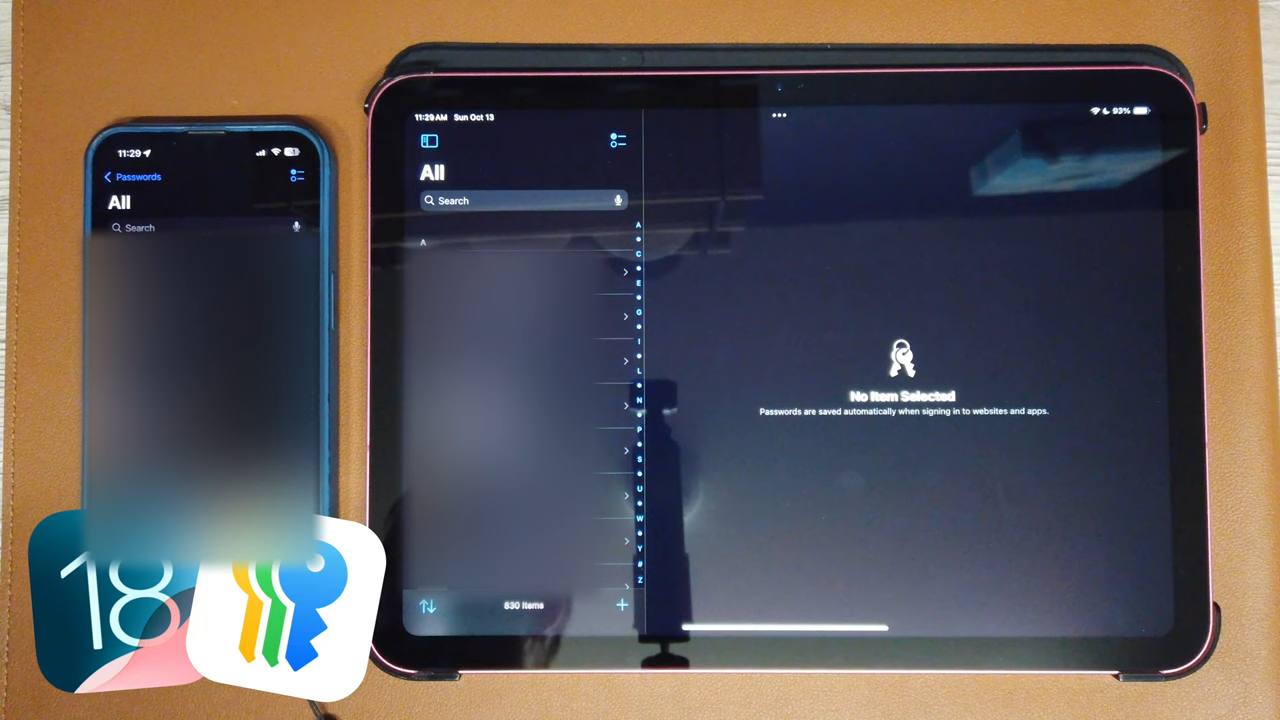 11:29
Passwords
All
Search
18
11:29 AM Sun Oct 13
93%
All
Search
A
A
C
E
G
I
L
N
P
S
U
W
Y
#
Z
830 Items
No Item Selected
Passwords are saved automatically when signing in to websites and apps.